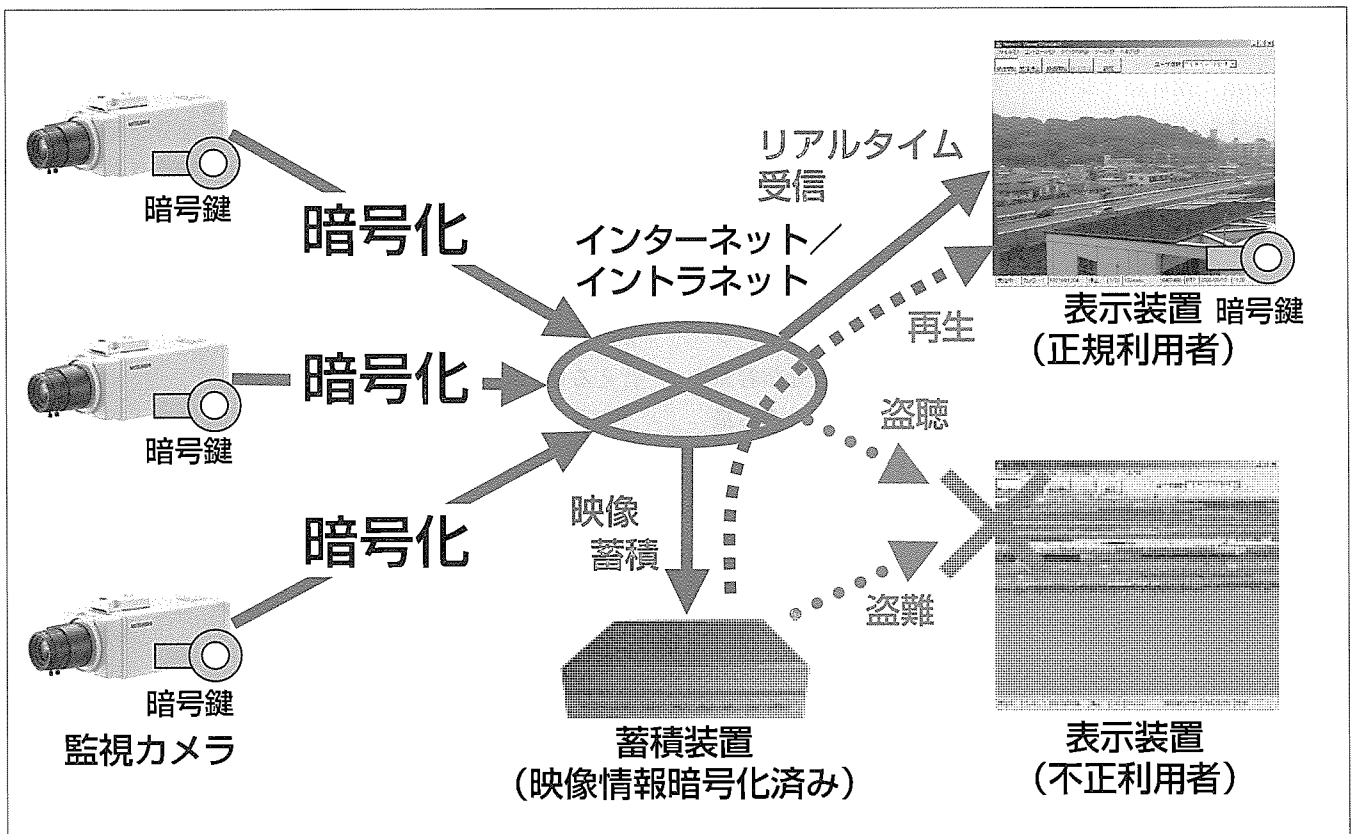 暗号鍵
暗号化
暗号鍵
暗号化
暗号鍵
暗号化
監視カメラ
インターネット／
イントラネット
リアルタイム
受信
再生
表示装置 暗号鍵
（正規利用者）
盗聴
盗難
映像
蓄積
蓄積装置
（映像情報暗号化済み）
表示装置
（不正利用者）